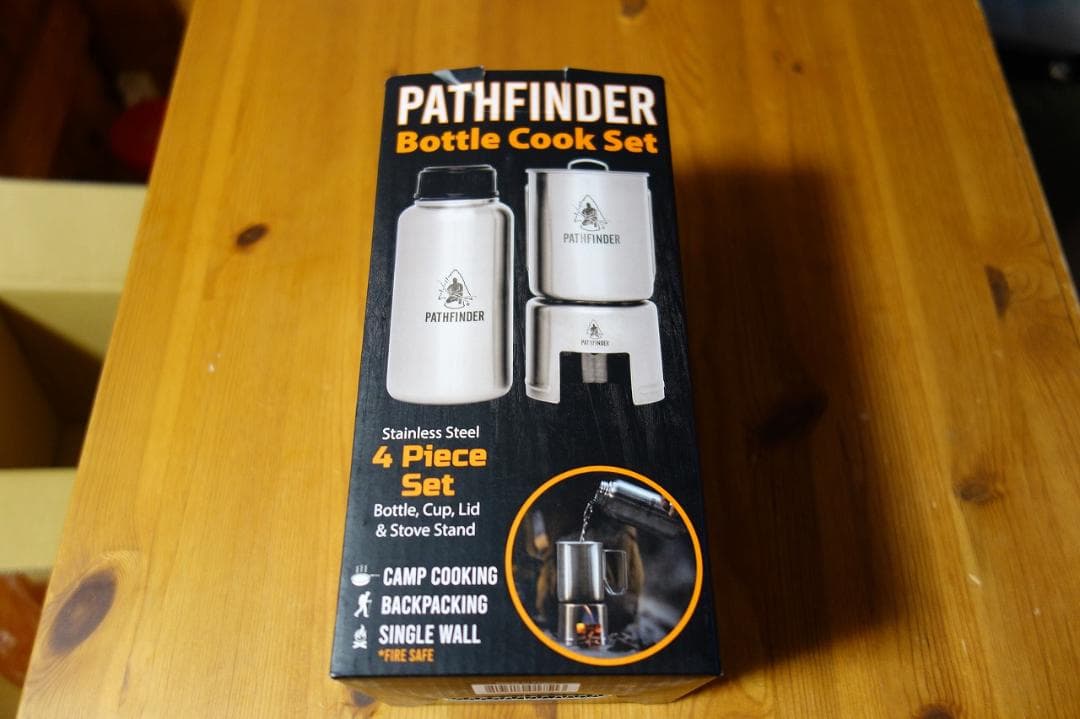 PATHFINDER
Bottle Cook Set
PATHFINDER
PATHFINDER
PATHFINDER
Stainless Steel
4 Piece
Set
Bottle, Cup, Lid
& Stove Stand
CAMP COOKING
BACKPACKING
SINGLE WALL
*FIRE SAFE